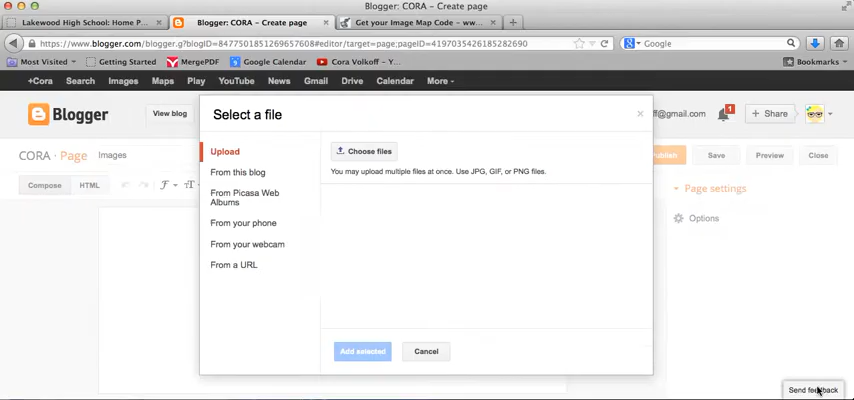 Blogger: CORA - Create page
Lakewood High School: Home P...
Blogger: CORA - Create page
Get your Image Map Code - ww...
https://www.blogger.com/blogger.g?blogID=8477501851269657608#editor/target=page;pageID=4197035426185282690
Google
Most Visited
Getting Started
MergePDF
Google Calendar
Cora Voikoff - Y...
Bookmarks
+Cora
Search
Images
Maps
Play
YouTube
News
Gmail
Drive
Calendar
More
Blogger
View blog
ff@gmail.com
1
Share
Select a file
CORA · Page
Images
Publish
Save
Preview
Close
Compose
HTML
Upload
From this blog
From Picasa Web
Albums
From your phone
From your webcam
From a URL
Choose files
You may upload multiple files at once. Use JPG, GIF, or PNG files.
Page settings
Options
Add selected
Cancel
Send feedback